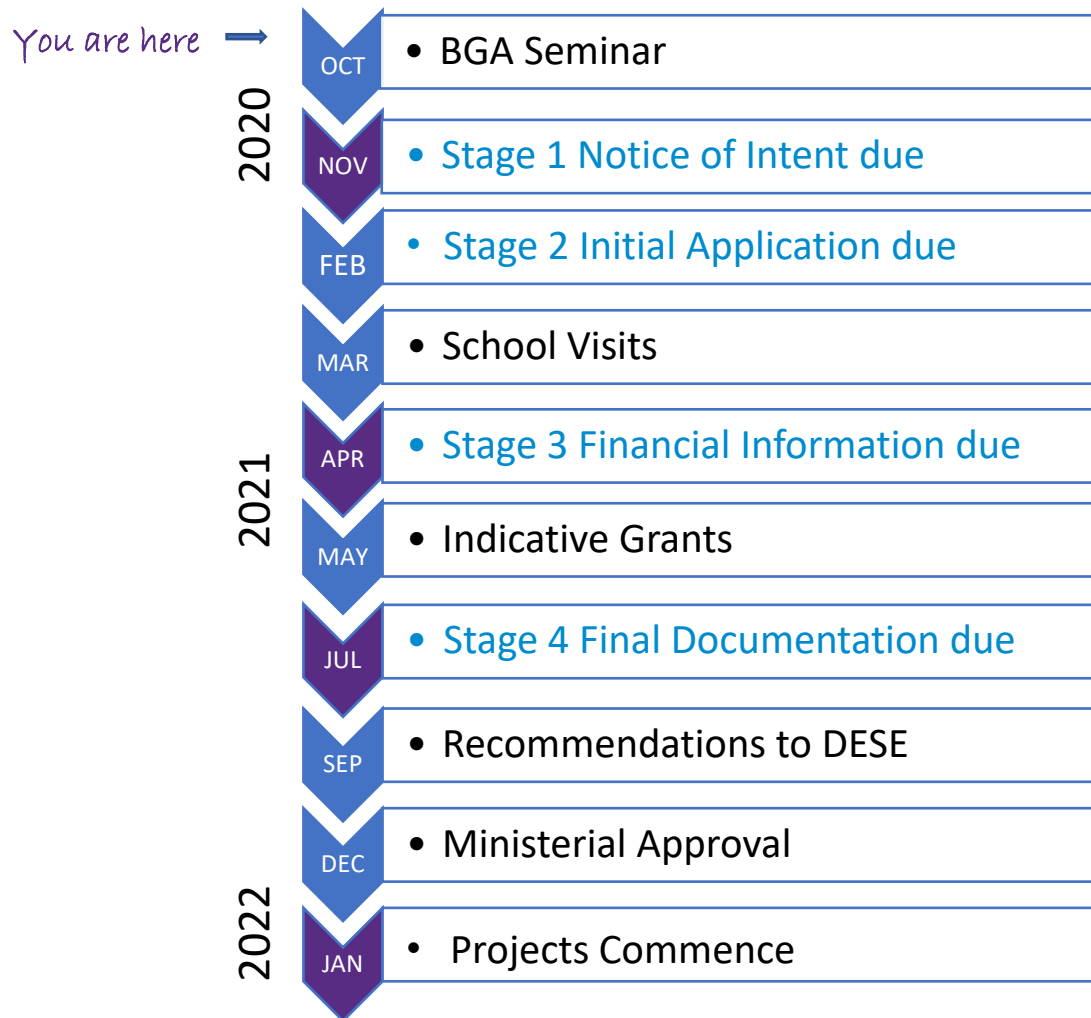 You are here
2020
OCT
• BGA Seminar
NOV
• Stage 1 Notice of Intent due
2021
FEB
• Stage 2 Initial Application due
MAR
• School Visits
APR
• Stage 3 Financial Information due
MAY
• Indicative Grants
JUL
• Stage 4 Final Documentation due
SEP
• Recommendations to DESE
DEC
• Ministerial Approval
2022
JAN
• Projects Commence